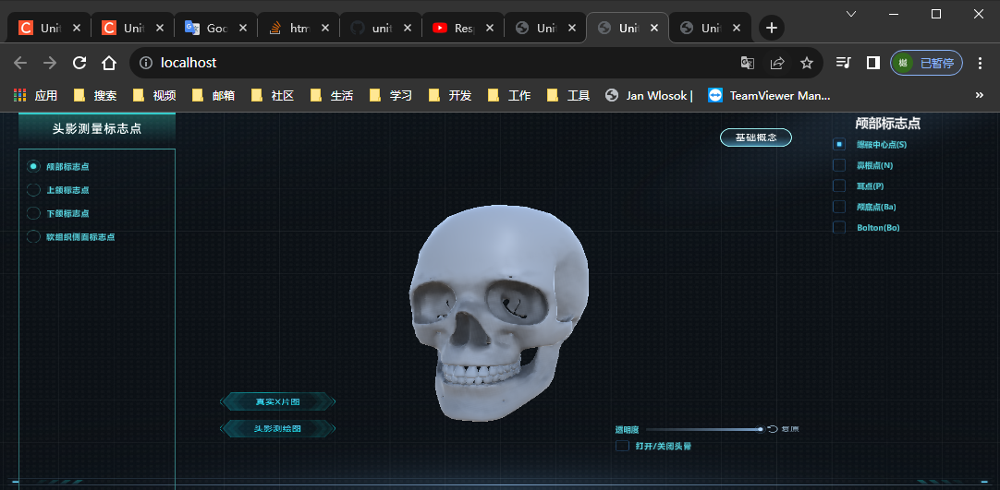 Unit
Unit
Goo
htm
unit
Resp
Unit
Unit
Unit
localhost
已暂停
应用
搜索
视频
邮箱
社区
生活
学习
开发
工作
工具
Jan Wlosok |
TeamViewer Man...
头影测量标志点
颅部标志点
上颌标志点
下颌标志点
软组织侧面标志点
基础概念
颅部标志点
蝶鞍中心点(S)
鼻根点(N)
耳点(P)
颅底点(Ba)
Bolton(Bo)
真实X片图
头影测绘图
透明度
复原
打开/关闭头骨